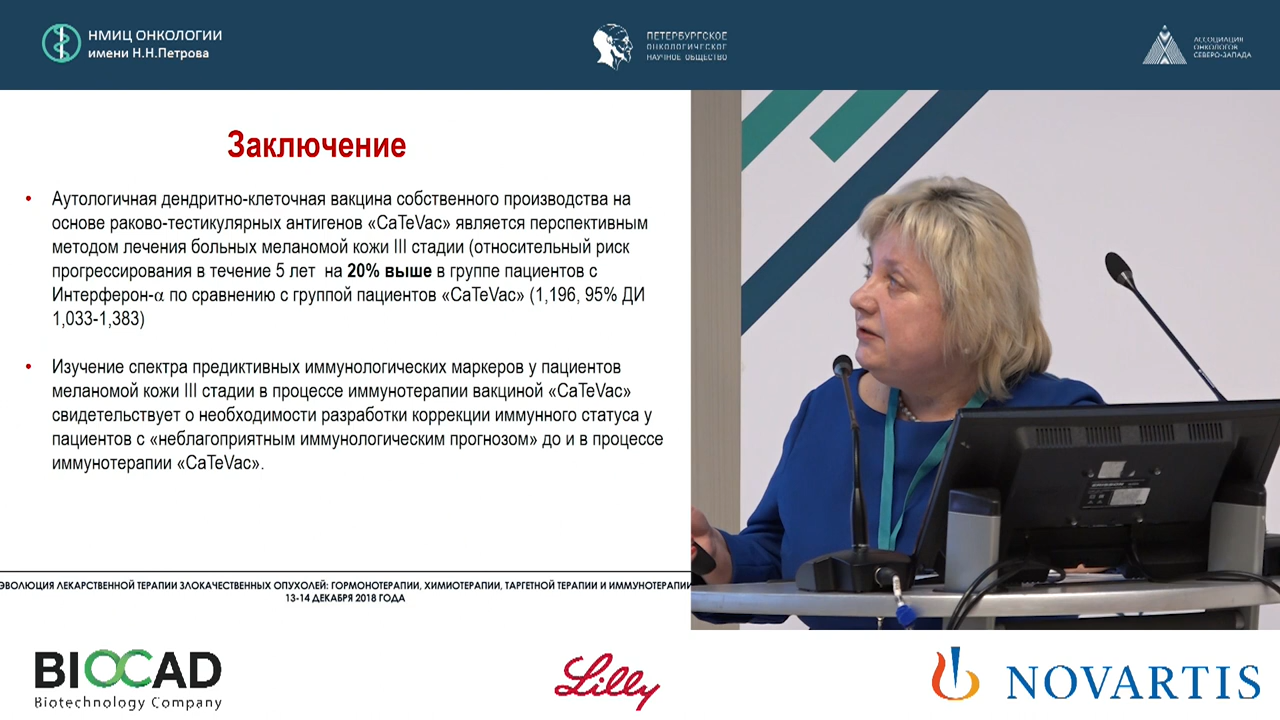 НМИЦ ОНКОЛОГИИ
имени Н.Н.Петрова
ПЕТЕРБУРГСКОЕ
ОНКОЛОГИЧЕСКОЕ
НАУЧНОЕ ОБЩЕСТВО
АССОЦИАЦИЯ
ОНКОЛОГОВ
СЕВЕРО-ЗАПАДА
Заключение
• Аутологичная дендритно-клеточная вакцина собственного производства на
основе раково-тестикулярных антигенов «CaTeVac» является перспективным
методом лечения больных меланомой кожи III стадии (относительный риск
прогрессирования в течение 5 лет на 20% выше в группе пациентов с
Интерферон-α по сравнению с группой пациентов «CaTeVac» (1,196, 95% ДИ
1,033-1,383)
• Изучение спектра предиктивных иммунологических маркеров у пациентов
меланомой кожи III стадии в процессе иммунотерапии вакциной «CaTeVac»
свидетельствует о необходимости разработки коррекции иммунного статуса у
пациентов с «неблагоприятным иммунологическим прогнозом» до и в процессе
иммунотерапии «CaTeVac».
ЭВОЛЮЦИЯ ЛЕКАРСТВЕННОЙ ТЕРАПИИ ЗЛОКАЧЕСТВЕННЫХ ОПУХОЛЕЙ: ГОРМОНОТЕРАПИИ, ХИМИОТЕРАПИИ, ТАРГЕТНОЙ ТЕРАПИИ И ИММУНОТЕРАПИИ
13-14 ДЕКАБРЯ 2018 ГОДА
BIOCAD
Biotechnology Company
Lilly
NOVARTIS